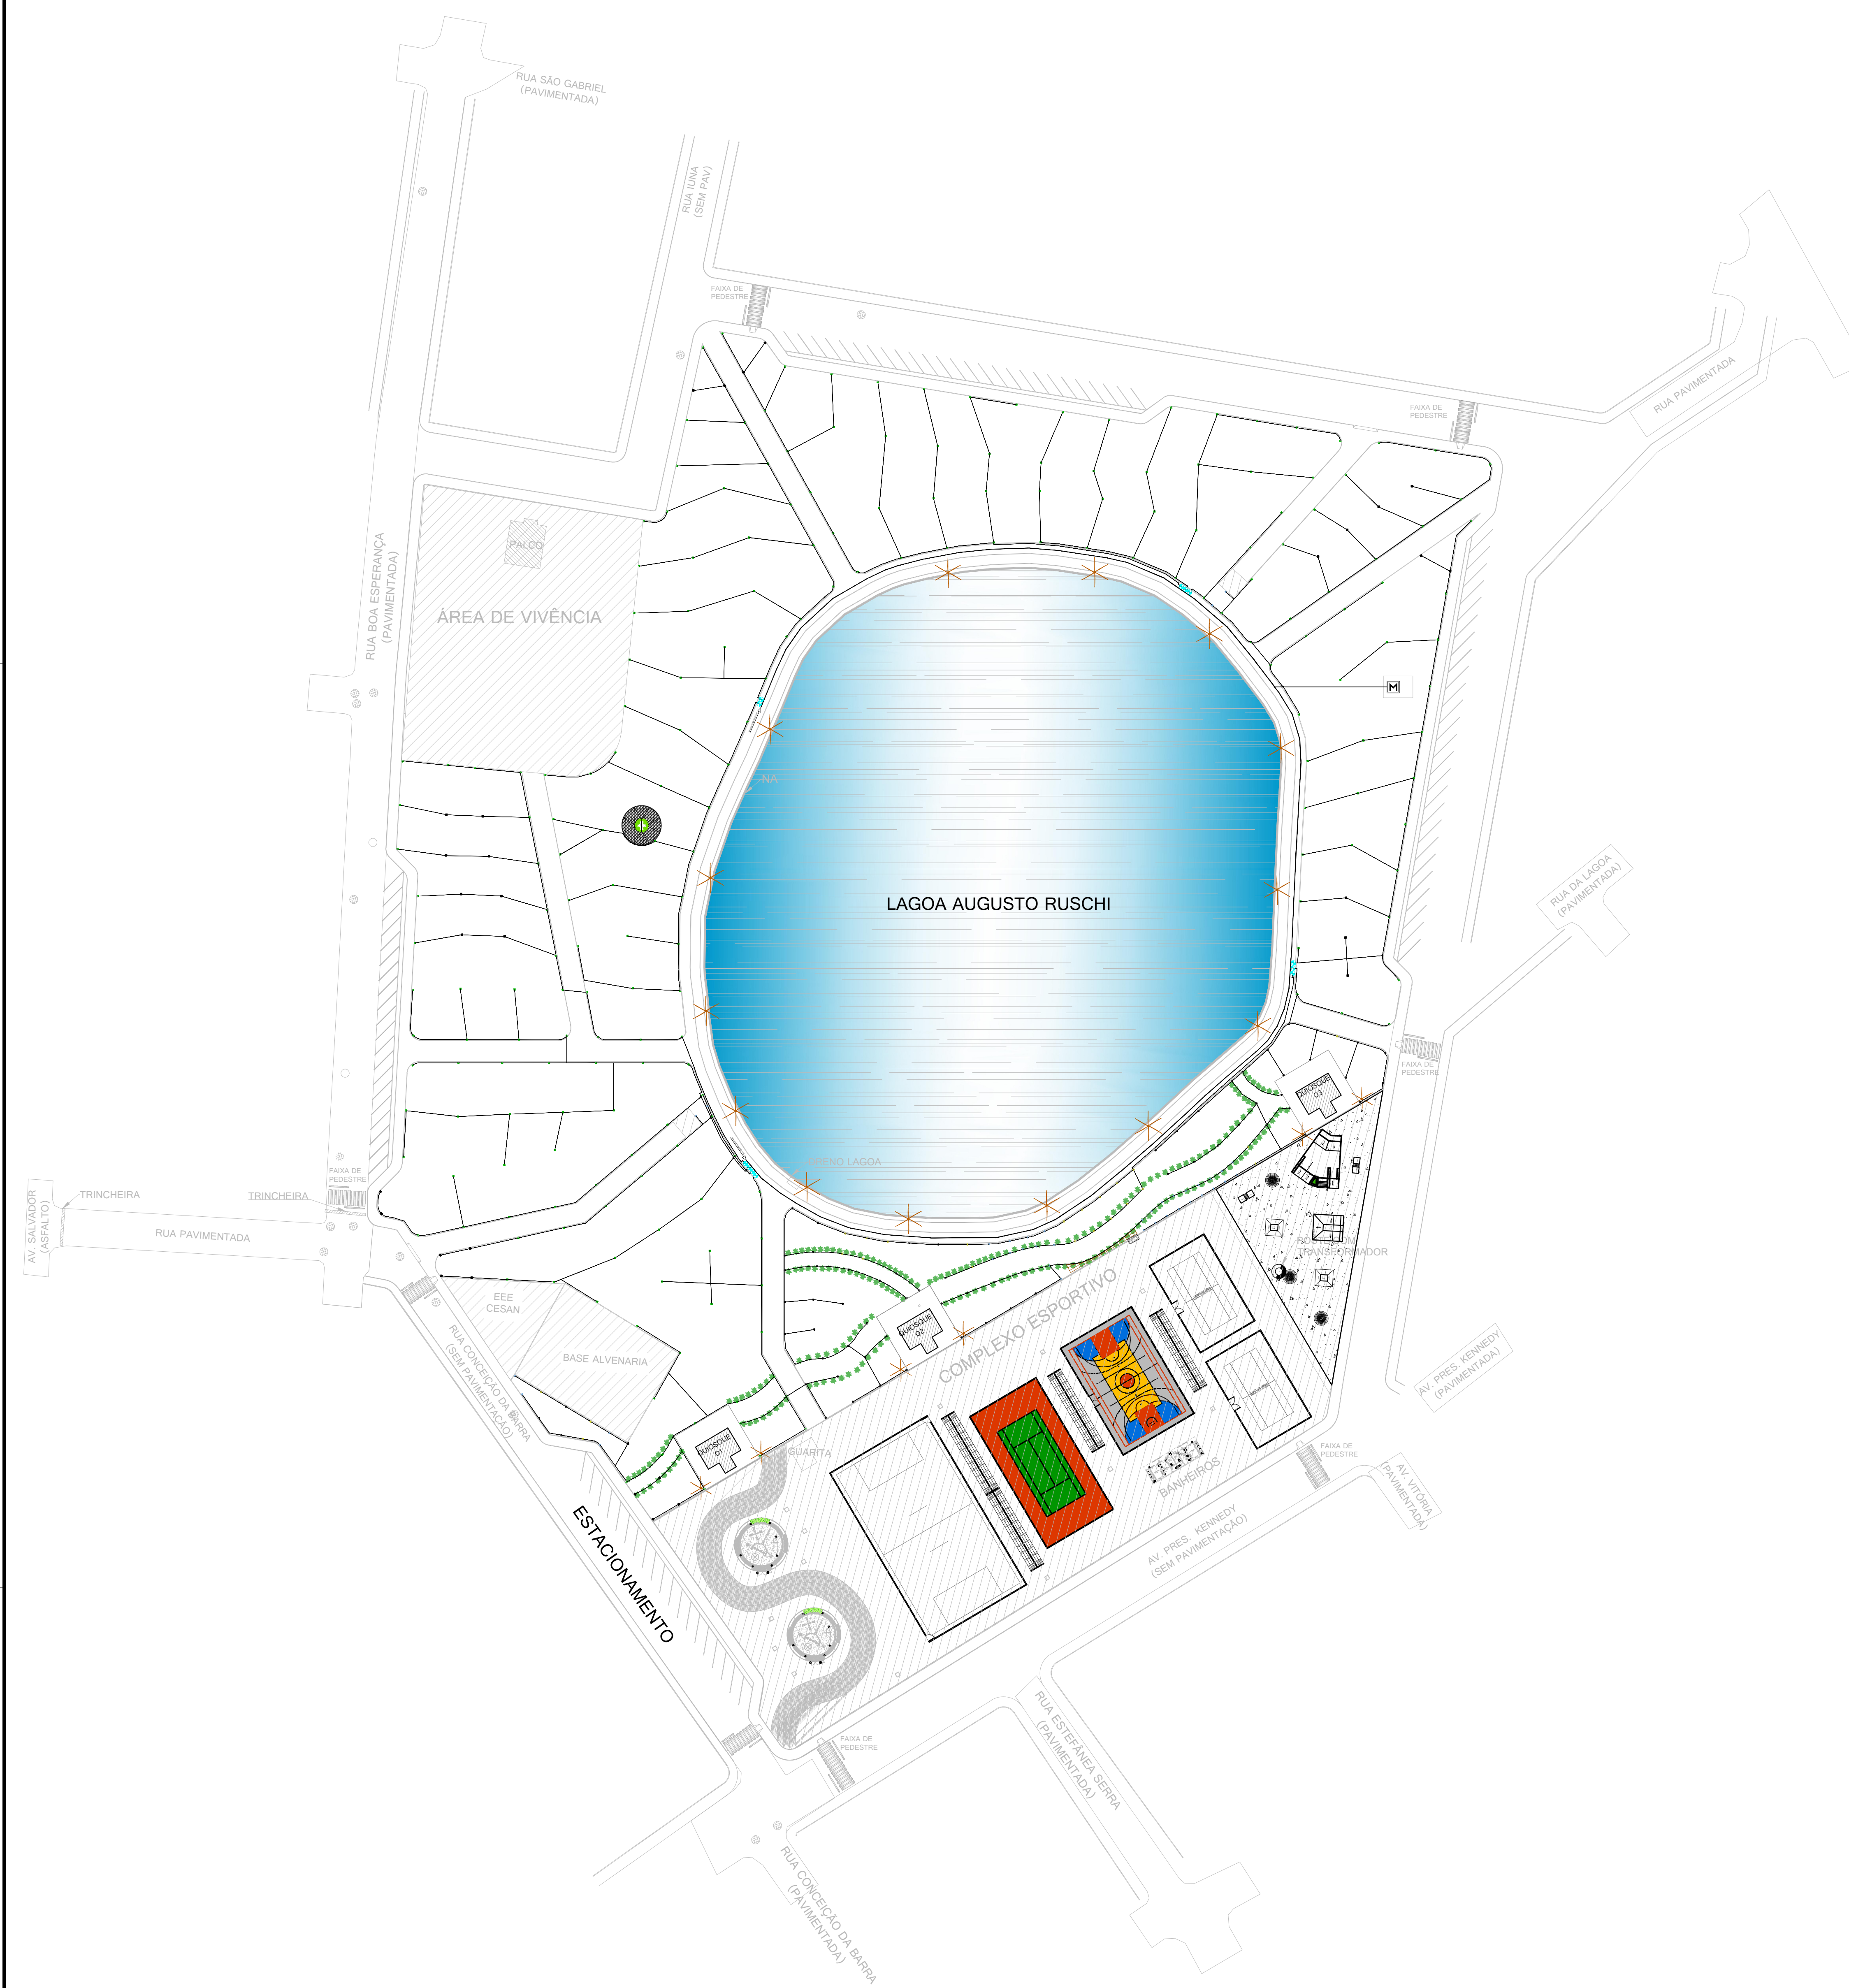 RUA SÃO GABRIEL
(PAVIMENTADA)
RUA IUNA
(SEM PAV)
FAIXA DE
PEDESTRE
RUA PAVIMENTADA
FAIXA DE
PEDESTRE
PALCO
RUA BOA ESPERANÇA
(PAVIMENTADA)
ÁREA DE VIVÊNCIA
M
NA
RUA DA LAGOA
(PAVIMENTADA)
LAGOA AUGUSTO RUSCHI
FAIXA DE
PEDESTRE
QUIOSQUE
03
LAGOA
FAIXA DE
PEDESTRE
TRINCHEIRA
TRINCHEIRA
AV. SALVADOR
(ASFALTO)
RUA PAVIMENTADA
TRANSFORMADOR
EEE
CESAN
COMPLEXO ESPORTIVO
QUIOSQUE
02
RUA CONCEIÇÃO DA BARRA
(SEM PAVIMENTAÇÃO)
BASE ALVENARIA
AV. PRES. KENNEDY
(PAVIMENTADA)
QUIOSQUE
01
GUARITA
FAIXA DE
PEDESTRE
BANHEIROS
AV. VITÓRIA
(PAVIMENTADA)
ESTACIONAMENTO
AV. PRES. KENNEDY
(SEM PAVIMENTAÇÃO)
FAIXA DE
PEDESTRE
RUA ESTEFÂNEA SERRA
(PAVIMENTADA)
RUA CONCEIÇÃO DA BARRA
(PAVIMENTADA)